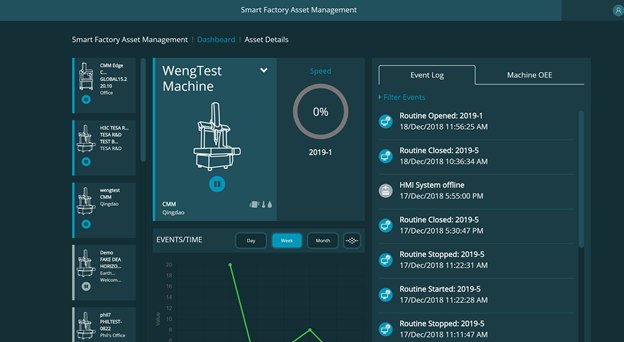 Smart Factory Asset Management
Smart Factory Asset Management | Dashboard | Asset Details
CMM Edge
C...
GLOBAL15.2
20.10
Office
H3C TESA R...
TESA R&D
TEST B...
TESA R&D
wengtest
CMM
Qingdao
Demo
FAKE DEA
HORIZO...
Earth...
Welcom...
phil7
PHILTEST-
0822
Phil's Office
WengTest
Machine
CMM
Qingdao
Speed
0%
2019-1
EVENTS/TIME
Day
Week
Month
Value
20
18
16
14
12
10
8
6
Event Log
Machine OEE
Filter Events
Routine Opened: 2019-1
18/Dec/2018 11:56:25 AM
Routine Closed: 2019-5
18/Dec/2018 10:36:34 AM
HMI System offline
17/Dec/2018 5:55:00 PM
Routine Closed: 2019-5
17/Dec/2018 5:30:47 PM
Routine Stopped: 2019-5
17/Dec/2018 11:22:31 AM
Routine Started: 2019-5
17/Dec/2018 11:22:28 AM
Routine Stopped: 2019-5
17/Dec/2018 11:11:47 AM